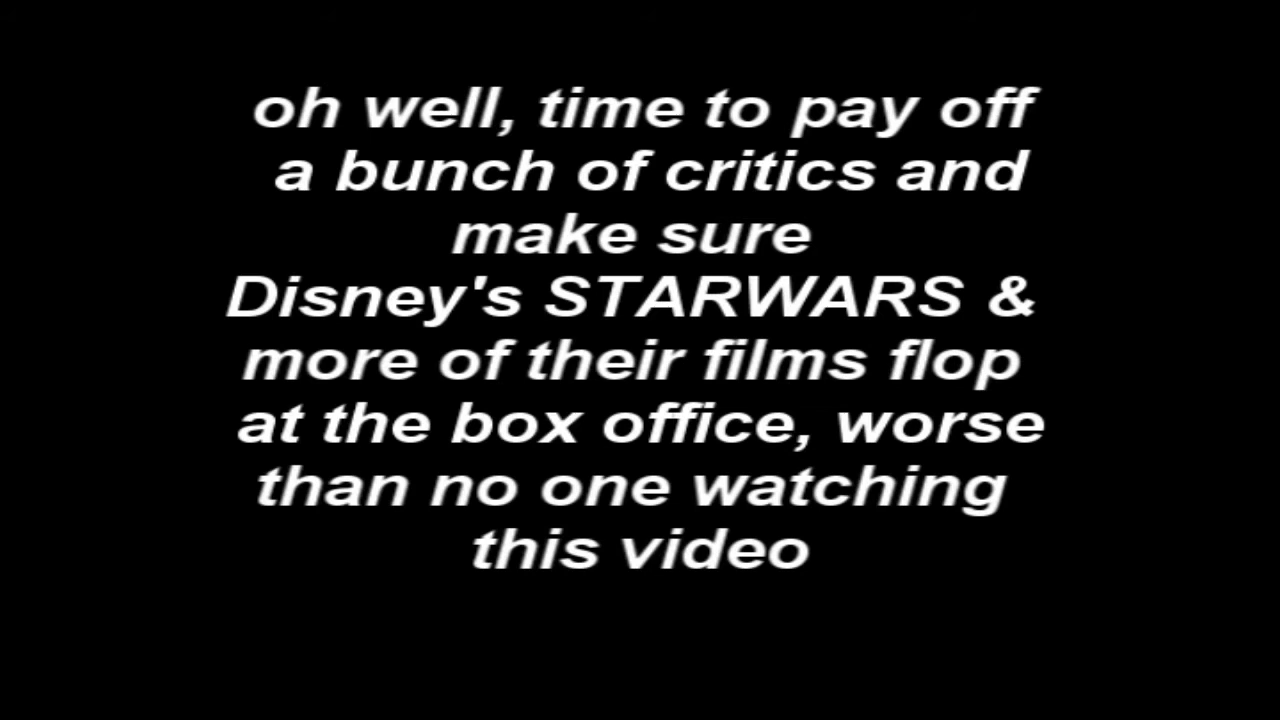 oh well, time to pay off
a bunch of critics and
make sure
Disney's STARWARS &
more of their films flop
at the box office, worse
than no one watching
this video